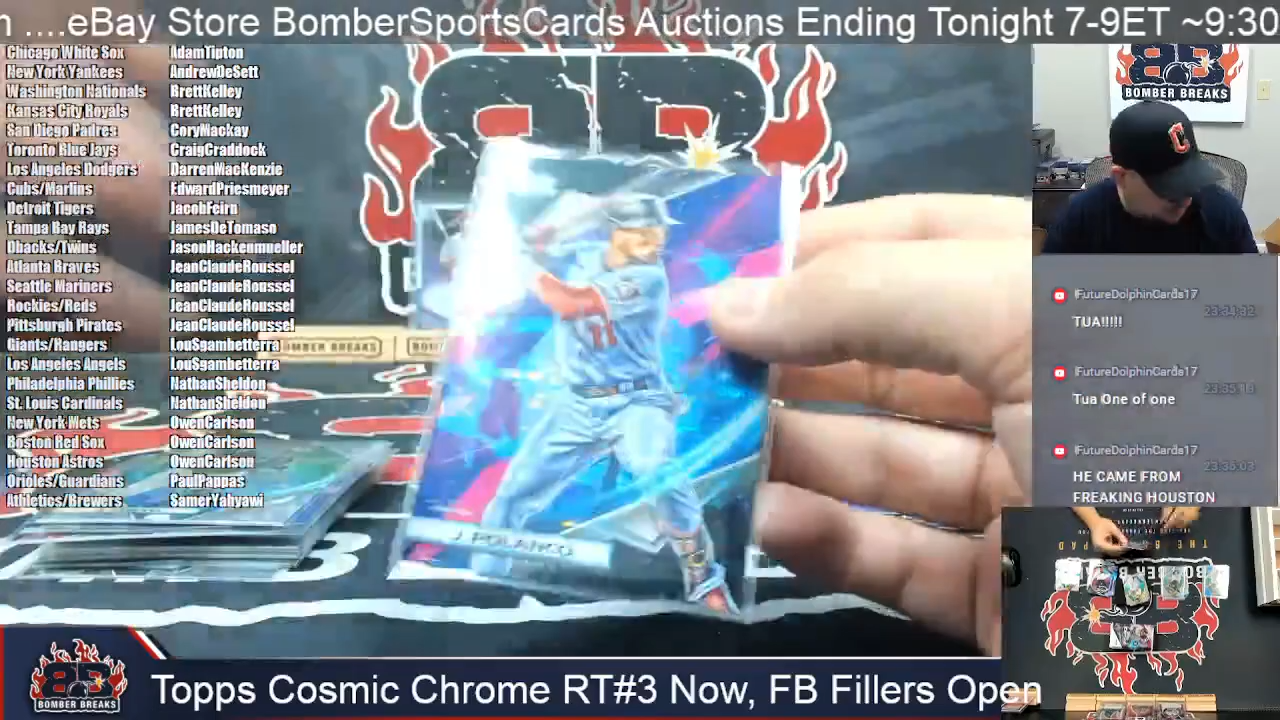 n ....eBay Store BomberSportsCards Auctions Ending Tonight 7-9ET ~9:30
Chicago White Sox AdamTipton
New York Yankees AndrewDeSett
Washington Nationals BrettKelley
Kansas City Royals BrettKelley
San Diego Padres CoryMackay
Toronto Blue Jays CraigCraddock
Los Angeles Dodgers' DarrenMacKenzie
Cubs/Marlins EdwardPriesmeyer
Detroit Tigers JacobFeirn
Tampa Bay Rays JamesDeTomaso
Dbacks/Twins JasonHackenmueller
Atlanta Braves JeanClaudeRoussel
Seattle Mariners JeanClaudeRoussel
Rockies/Reds JeanClaudeRoussel
Pittsburgh Pirates JeanClaudeRoussel
Giants/Rangers LouSgambetterra
Los Angeles Angels LouSgambetterra
Philadelphia Phillies NathanSheldon
St. Louis Cardinals NathanSheldon
New York Mets OwenCarlson
Boston Red Sox OwenCarlson
Houston Astros OwenCarlson
Orioles/Guardians PaulPappas
Athletics/Brewers SamerYahyawi
BOMBER BREAKS
11
POLANCO
BOMBER BREAKS
C
FutureDolphinCards17
23:34:32
TUA!!!!!
FutureDolphinCards17
Tua One of one
FutureDolphinCards17
HE CAME FROM
FREAKING HOUSTON
BOMBER BREAKS
Topps Cosmic Chrome RT#3 Now, FB Fillers Open